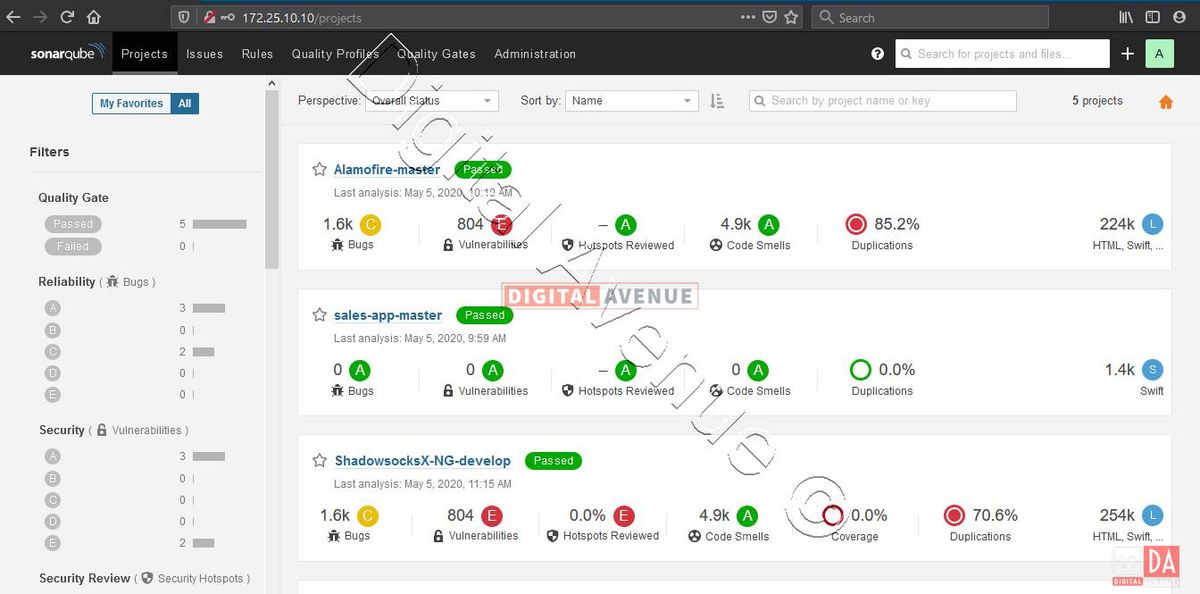 172.25.10.10/projects
Search
sonarqube Projects Issues Rules Quality Profiles Quality Gates Administration
? Search for projects and files... + A
My Favorites All
Perspective: Overall Status Sort by: Name Search by project name or key 5 projects
Filters
Quality Gate
Passed 5
Failed 0
Reliability ( Bugs )
A 3
B 0
C 2
D 0
E 0
Security ( Vulnerabilities )
A 3
B 0
C 0
D 0
E 2
Security Review ( Security Hotspots )
Alamofire-master Passed
Last analysis: May 5, 2020, 10:19 AM
1.6k C 804 E – A 4.9k A 85.2% 224k L
Bugs Vulnerabilities Hotspots Reviewed Code Smells Duplications HTML, Swift, ...
DIGITAL AVENUE
sales-app-master Passed
Last analysis: May 5, 2020, 9:59 AM
0 A 0 A – A 0 A 0.0% 1.4k S
Bugs Vulnerabilities Hotspots Reviewed Code Smells Duplications Swift
ShadowsocksX-NG-develop Passed
Last analysis: May 5, 2020, 11:15 AM
1.6k C 804 E 0.0% E 4.9k A 0.0% 70.6% 254k L
Bugs Vulnerabilities Hotspots Reviewed Code Smells Coverage Duplications HTML, Swift, ...
Digital Avenue ©
DA
DIGITAL AVENUE